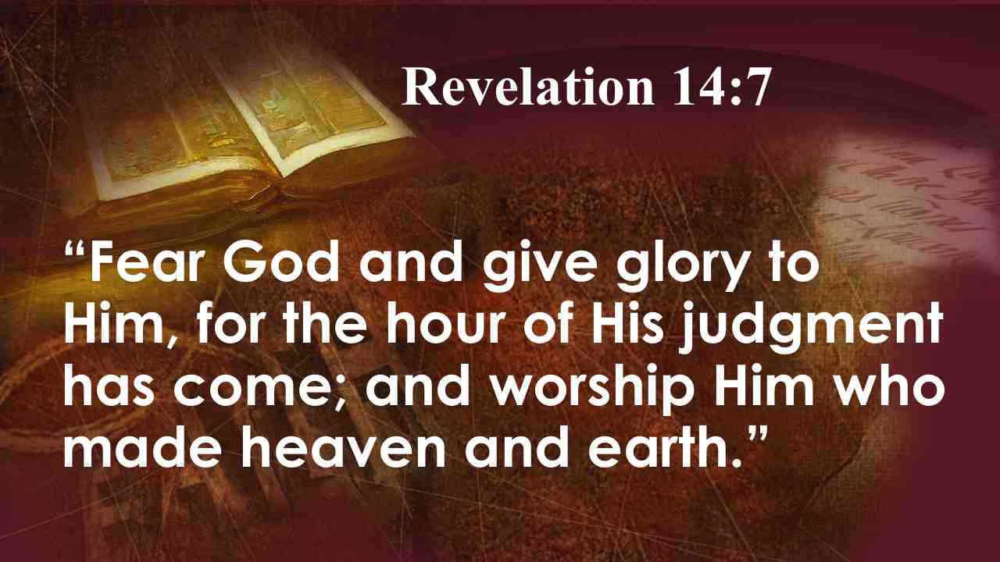 Revelation 14:7
“Fear God and give glory to
Him, for the hour of His judgment
has come; and worship Him who
made heaven and earth.”